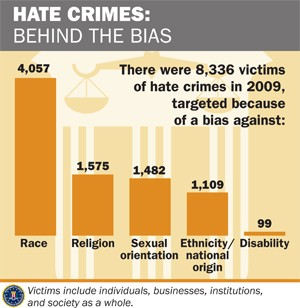 HATE CRIMES:
BEHIND THE BIAS
4,057
There were 8,336 victims
of hate crimes in 2009,
targeted because
of a bias against:
1,575
1,482
1,109
99
Race
Religion
Sexual
orientation
Ethnicity/
national
origin
Disability
Victims include individuals, businesses, institutions,
and society as a whole.